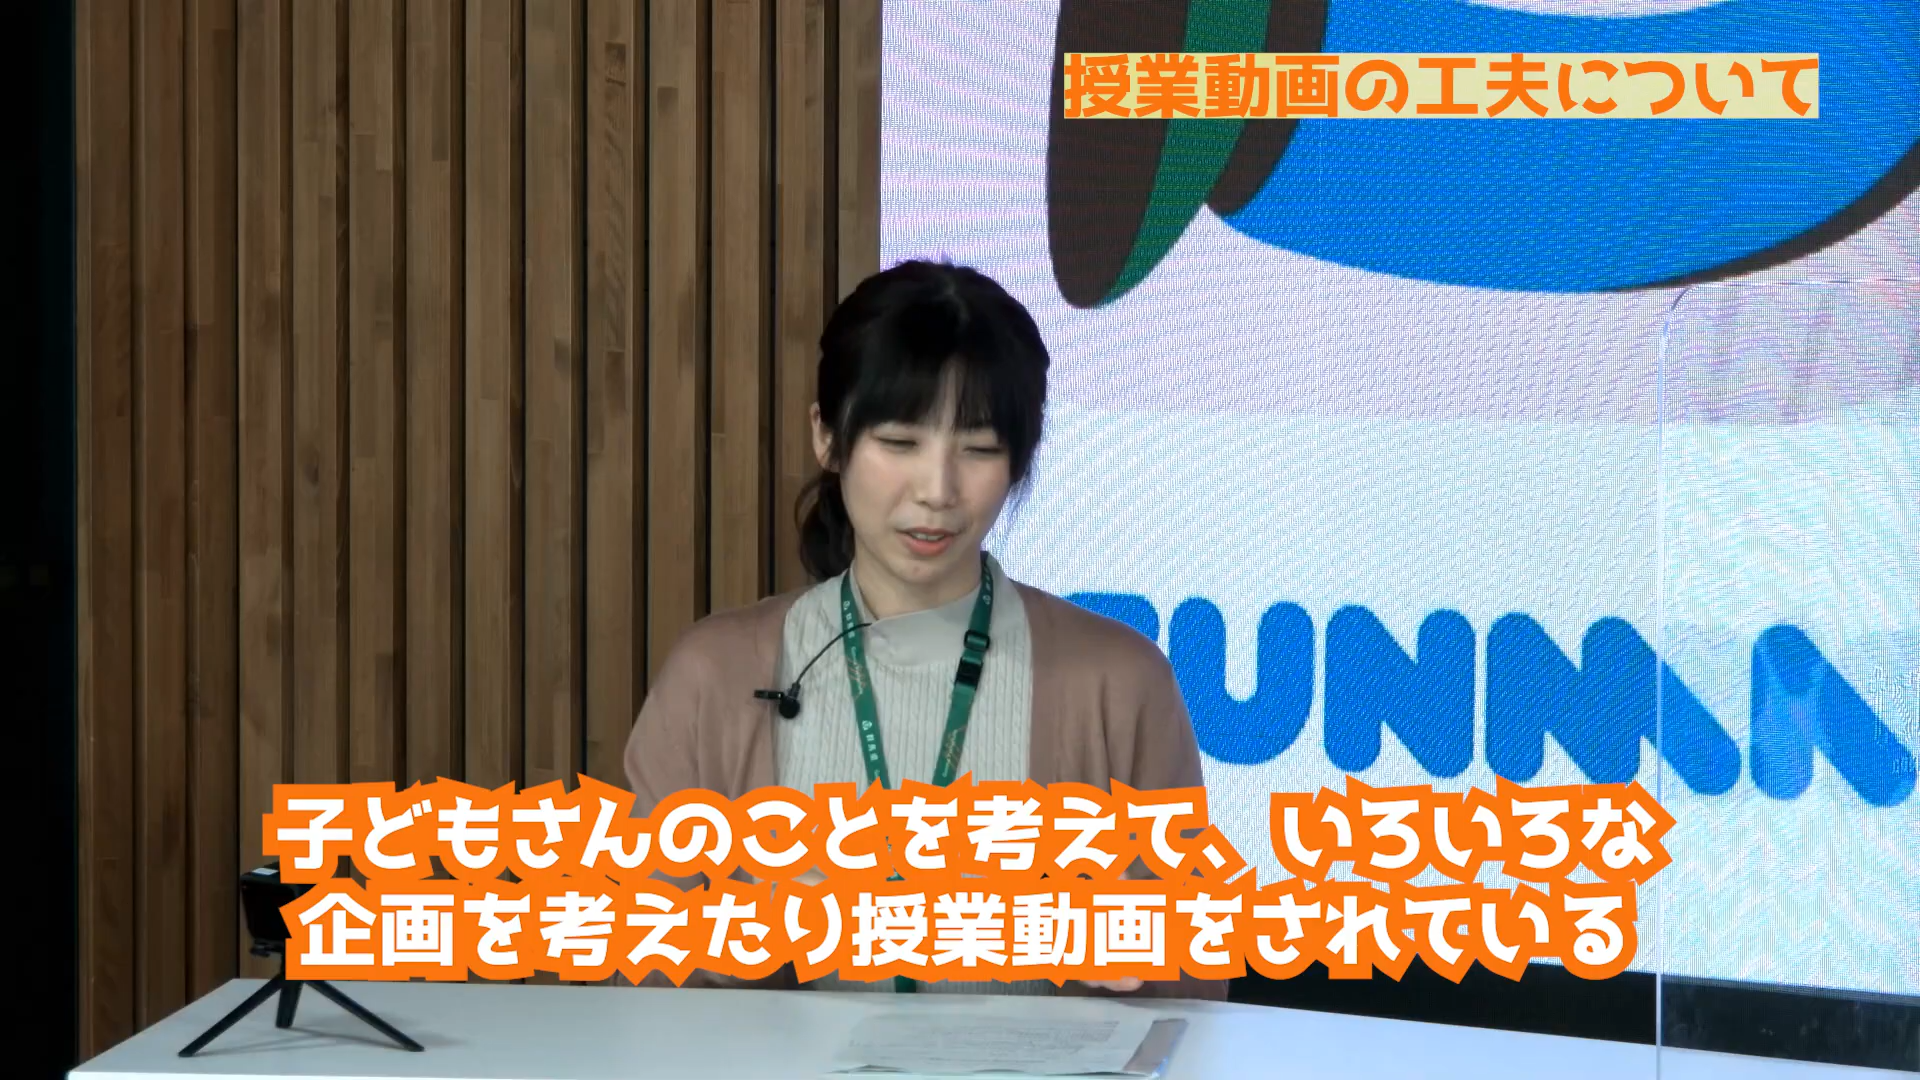 授業動画の工夫について
GUNMA
子どもさんのことを考えて、いろいろな
企画を考えたり授業動画をされている